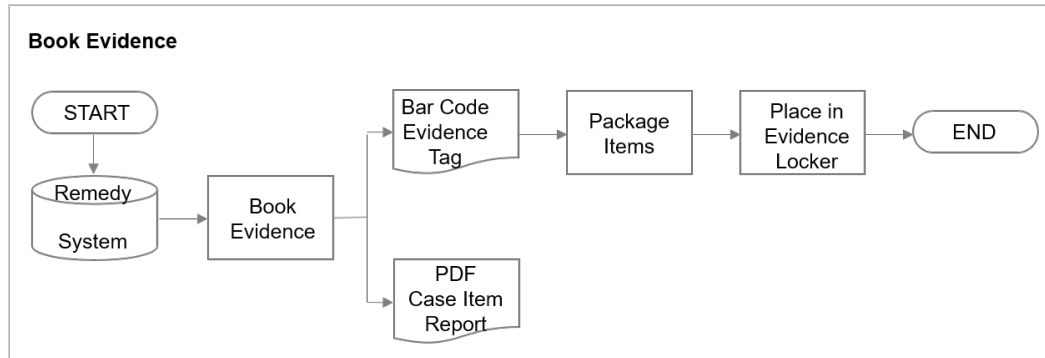 Book Evidence
START
Remedy
System
Book
Evidence
Bar Code
Evidence
Tag
Package
Items
Place in
Evidence
Locker
END
PDF
Case Item
Report